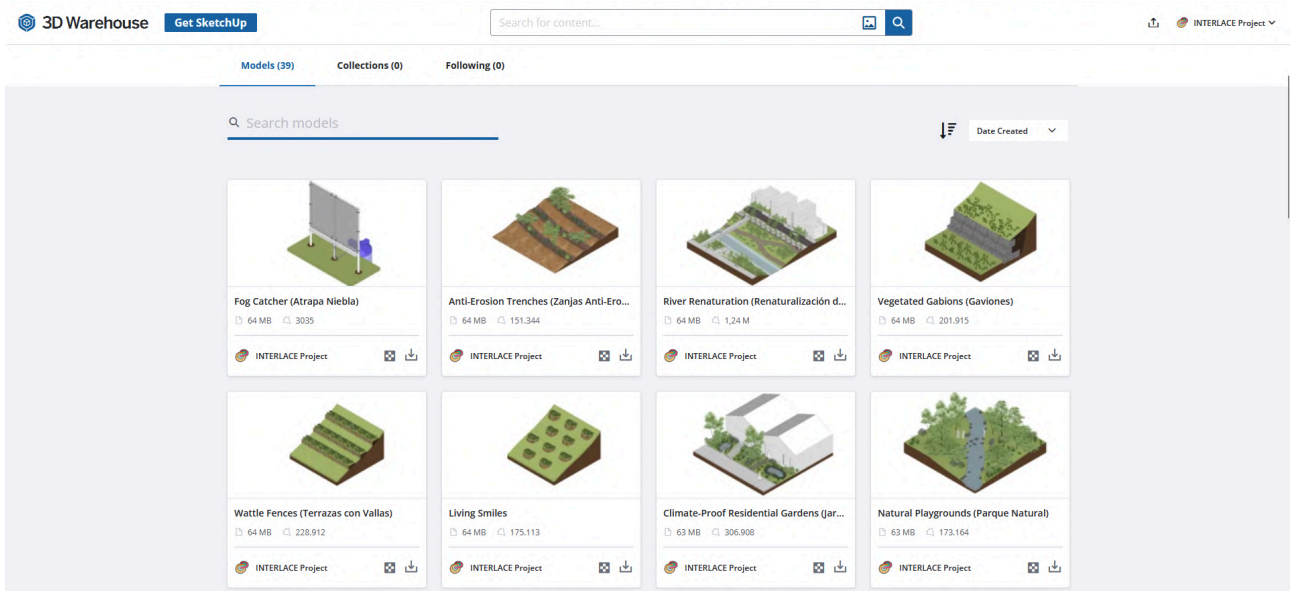 3D Warehouse Get SketchUp Search for content... INTERLACE Project
Models (39) Collections (0) Following (0)
Search models
Date Created
Fog Catcher (Atrapa Niebla)
64 MB 3035
INTERLACE Project
Anti-Erosion Trenches (Zanjas Anti-Ero...
64 MB 151.344
INTERLACE Project
River Renaturation (Renaturalización d...
64 MB 1,24 M
INTERLACE Project
Vegetated Gabions (Gaviones)
64 MB 201.915
INTERLACE Project
Wattle Fences (Terrazas con Vallas)
64 MB 228.912
INTERLACE Project
Living Smiles
64 MB 175.113
INTERLACE Project
Climate-Proof Residential Gardens (Jar...
63 MB 306.908
INTERLACE Project
Natural Playgrounds (Parque Natural)
63 MB 173.164
INTERLACE Project